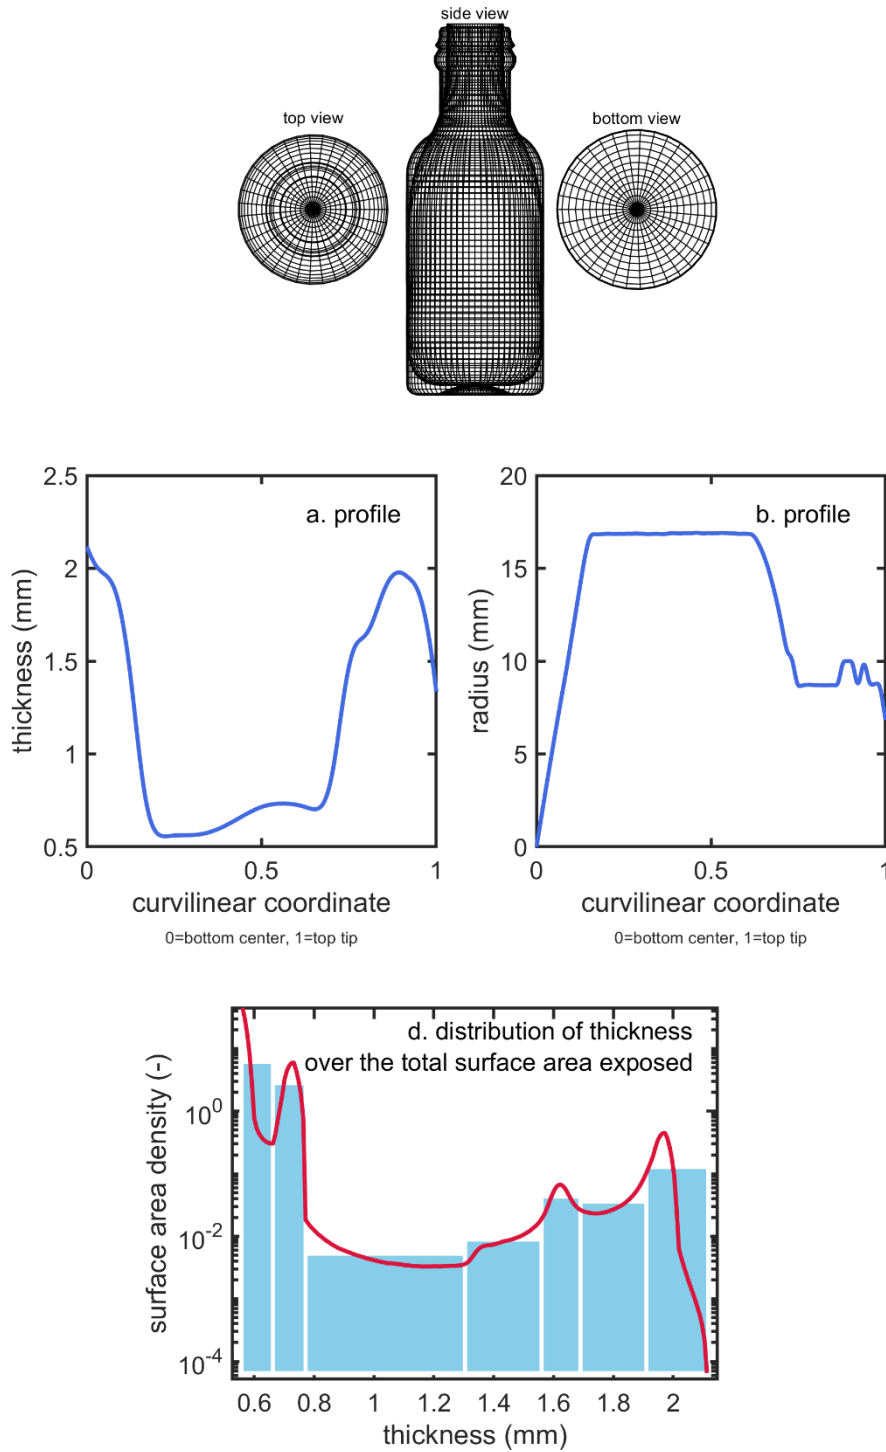 side view
top view
bottom view
2.5
2
1.5
1
0.5
thickness (mm)
a. profile
0
0.5
1
curvilinear coordinate
0=bottom center, 1=top tip
20
15
10
5
0
radius (mm)
b. profile
0
0.5
1
curvilinear coordinate
0=bottom center, 1=top tip
d. distribution of thickness
over the total surface area exposed
surface area density (-)
10^0
10^-2
10^-4
0.6 0.8 1 1.2 1.4 1.6 1.8 2
thickness (mm)